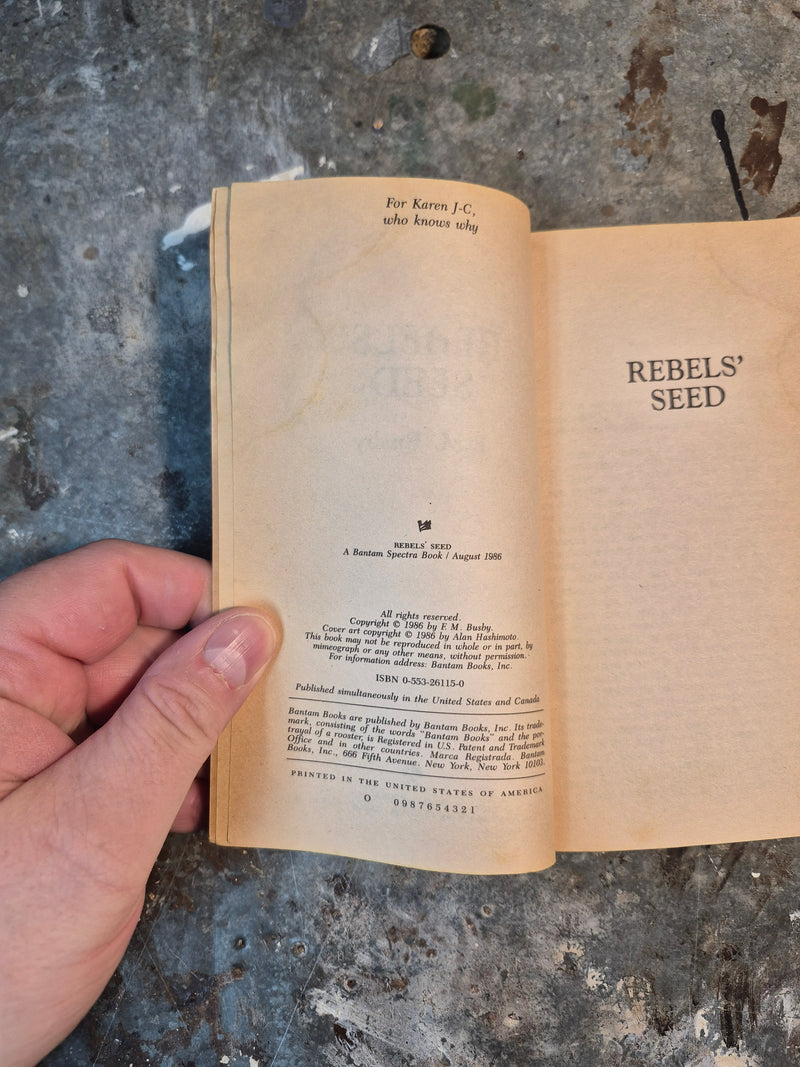 For Karen J-C,
who knows why
REBELS' SEED
A Bantam Spectra Book / August 1986
All rights reserved.
Copyright © 1986 by F. M. Busby.
Cover art copyright © 1986 by Alan Hashimoto.
This book may not be reproduced in whole or in part, by
mimeograph or any other means, without permission.
For information address: Bantam Books, Inc.
ISBN 0-553-26115-0
Published simultaneously in the United States and Canada
Bantam Books are published by Bantam Books, Inc. Its trade-
mark, consisting of the words "Bantam Books" and the por-
trayal of a rooster, is Registered in U.S. Patent and Trademark
Office and in other countries. Marca Registrada. Bantam
Books, Inc., 666 Fifth Avenue, New York, New York 10103.
PRINTED IN THE UNITED STATES OF AMERICA
O 0987654321
REBELS'
SEED